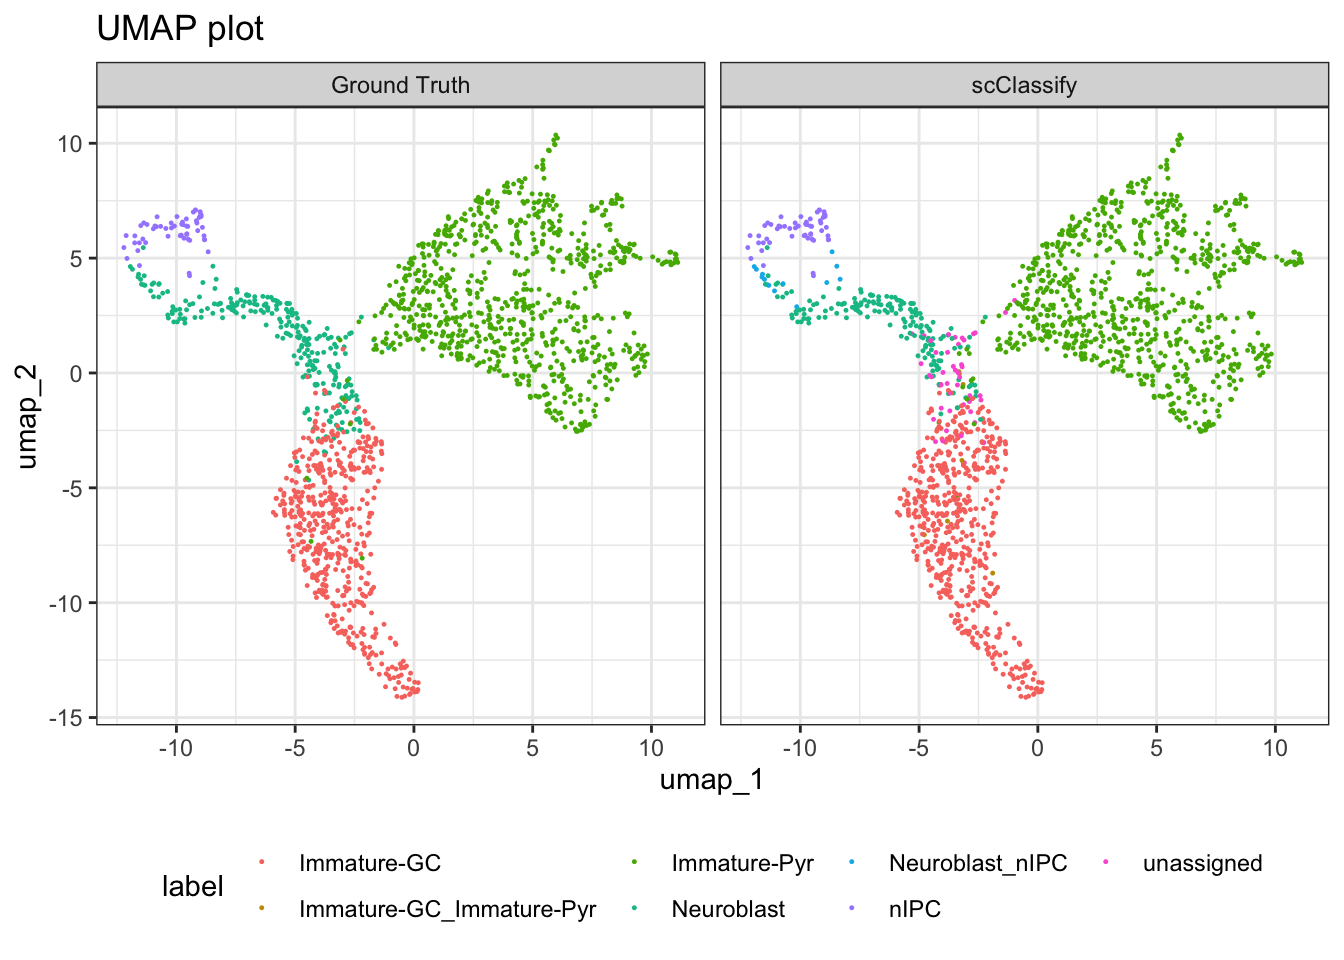 UMAP plot
Ground Truth
scClassify
10
5
0
-5
-10
-15
umap_2
-10 -5 0 5 10
-10 -5 0 5 10
umap_1
label
Immature-GC
Immature-GC_Immature-Pyr
Immature-Pyr
Neuroblast
Neuroblast_nIPC
nIPC
unassigned